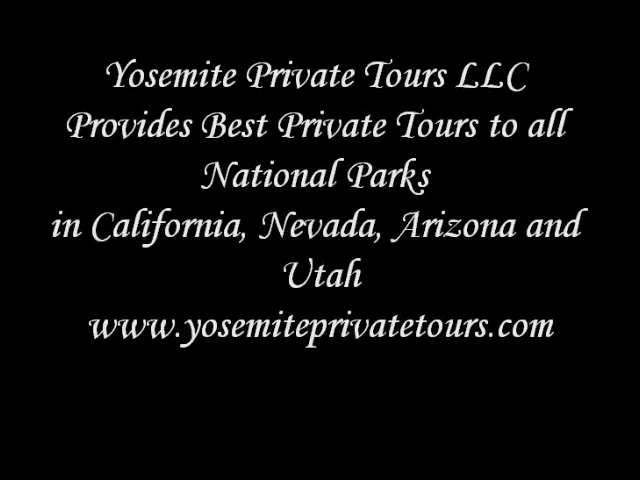 Yosemite Private Tours LLC
Provides Best Private Tours to all
National Parks
in California, Nevada, Arizona and
Utah
www.yosemiteprivatetours.com